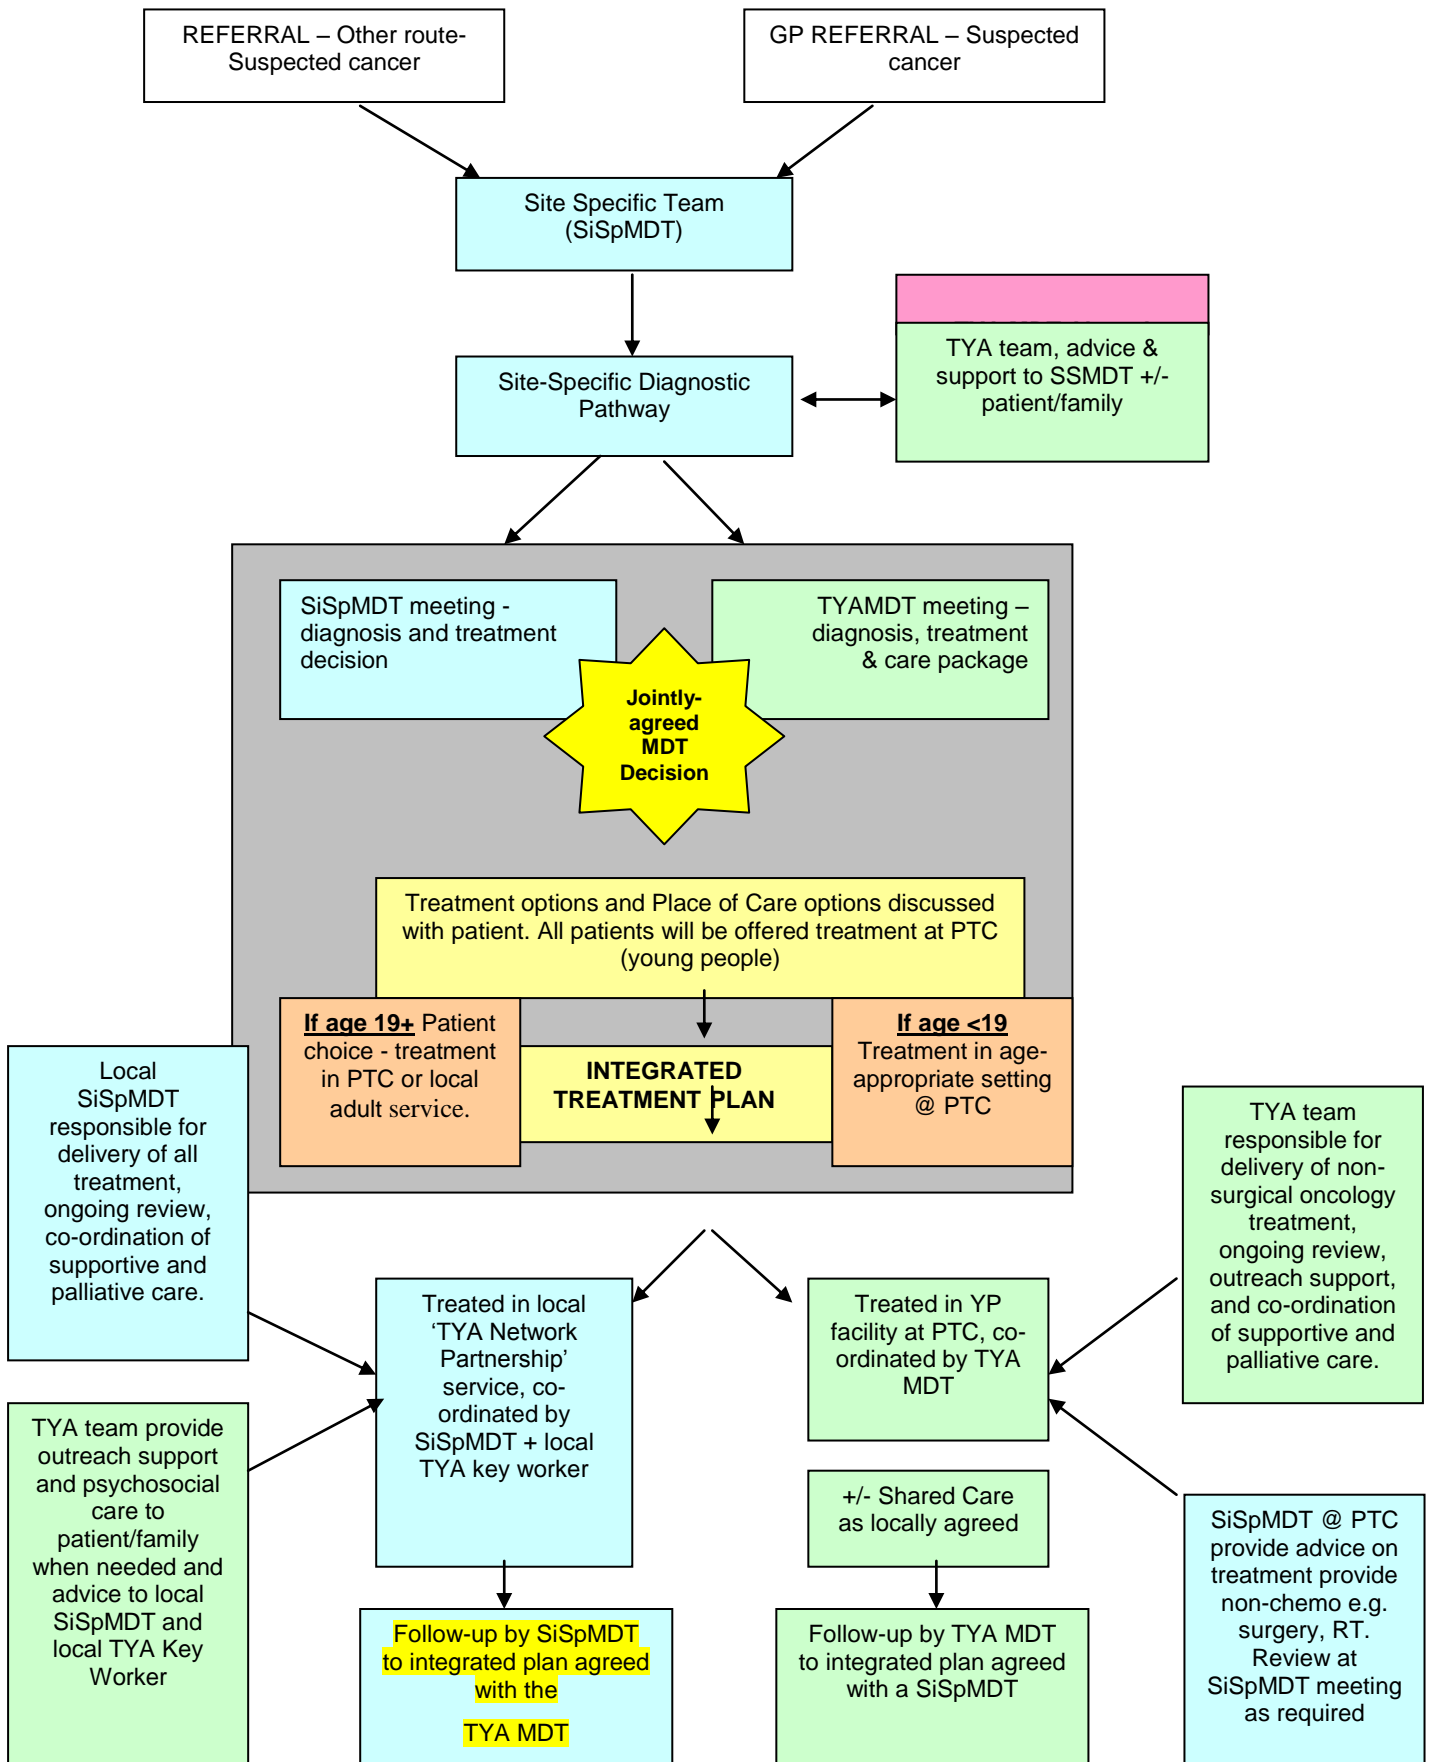 REFERRAL – Other route-
Suspected cancer
GP REFERRAL – Suspected
cancer
Site Specific Team
(SiSpMDT)
Site-Specific Diagnostic
Pathway
TYA team, advice &
support to SSMDT +/-
patient/family
SiSpMDT meeting -
diagnosis and treatment
decision
TYAMDT meeting –
diagnosis, treatment
& care package
Jointly-
agreed
MDT
Decision
Treatment options and Place of Care options discussed
with patient. All patients will be offered treatment at PTC
(young people)
If age 19+ Patient
choice - treatment
in PTC or local
adult service.
INTEGRATED
TREATMENT PLAN
If age <19
Treatment in age-
appropriate setting
@ PTC
Local
SiSpMDT
responsible for
delivery of all
treatment,
ongoing review,
co-ordination of
supportive and
palliative care.
TYA team
responsible for
delivery of non-
surgical oncology
treatment,
ongoing review,
outreach support,
and co-ordination
of supportive and
palliative care.
Treated in local
‘TYA Network
Partnership’
service, co-
ordinated by
SiSpMDT + local
TYA key worker
Treated in YP
facility at PTC, co-
ordinated by TYA
MDT
TYA team provide
outreach support
and psychosocial
care to
patient/family
when needed and
advice to local
SiSpMDT and
local TYA Key
Worker
+/- Shared Care
as locally agreed
SiSpMDT @ PTC
provide advice on
treatment provide
non-chemo e.g.
surgery, RT.
Review at
SiSpMDT meeting
as required
Follow-up by SiSpMDT
to integrated plan agreed
with the
TYA MDT
Follow-up by TYA MDT
to integrated plan agreed
with a SiSpMDT